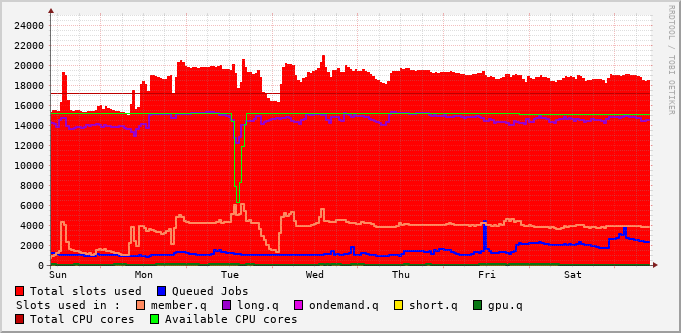 RRDTOOL / TOBI OETIKER
24000
22000
20000
18000
16000
14000
12000
10000
8000
6000
4000
2000
0
Sun Mon Tue Wed Thu Fri Sat
Total slots used Queued Jobs
Slots used in : member.q long.q ondemand.q short.q gpu.q
Total CPU cores Available CPU cores